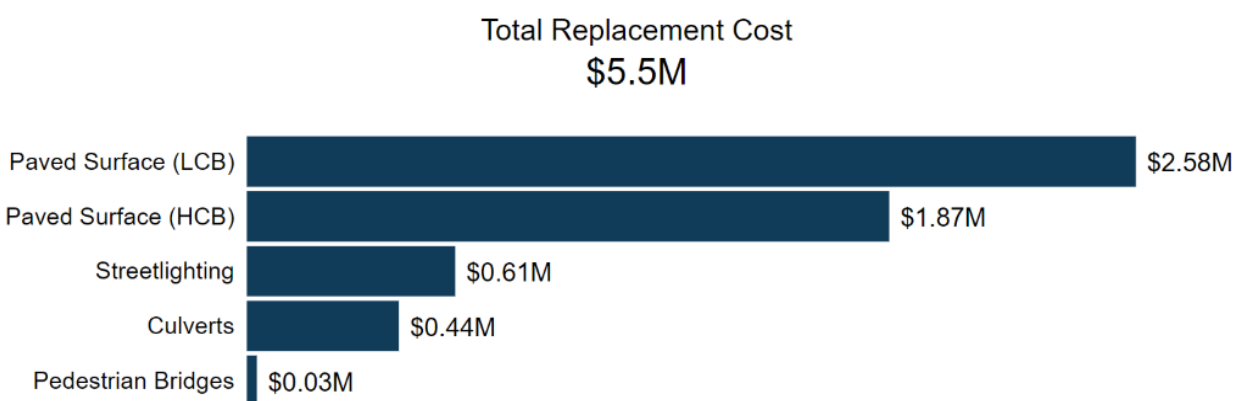 Total Replacement Cost
$5.5M
Paved Surface (LCB) $2.58M
Paved Surface (HCB) $1.87M
Streetlighting $0.61M
Culverts $0.44M
Pedestrian Bridges $0.03M